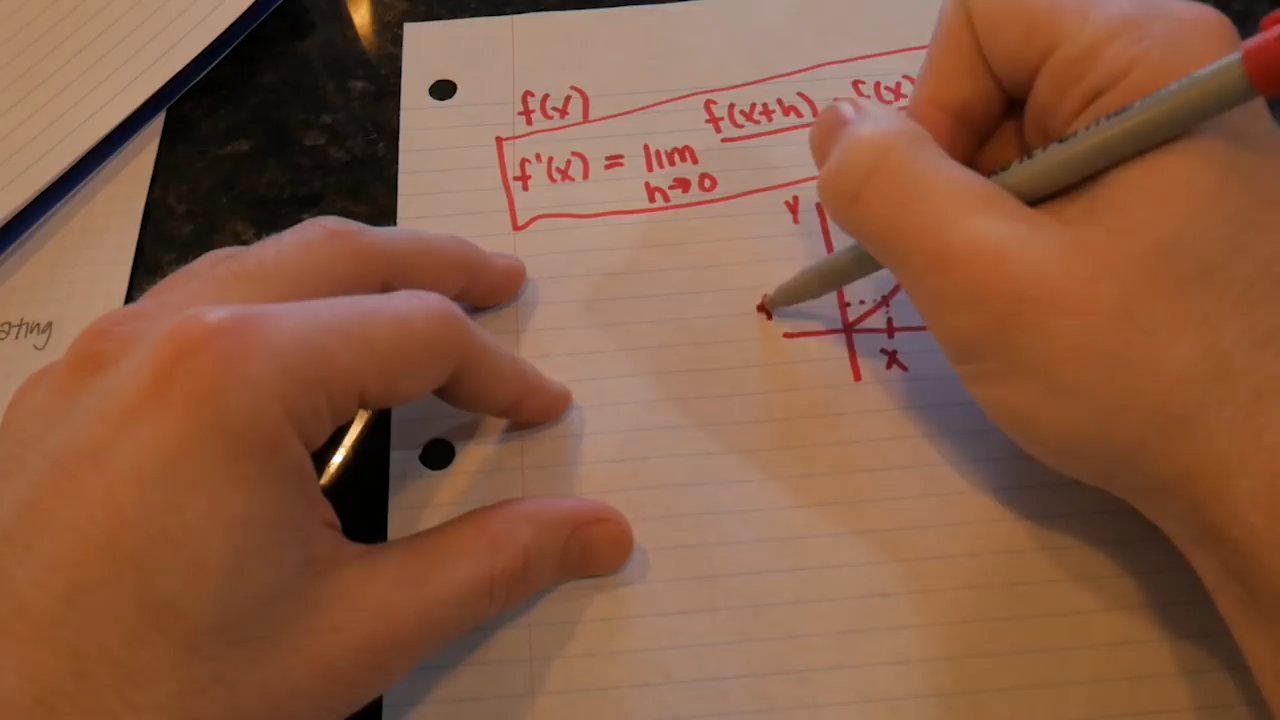 ating
f(x)
f(x+h) f(x)
f'(x) = lim
h→0
Y
x